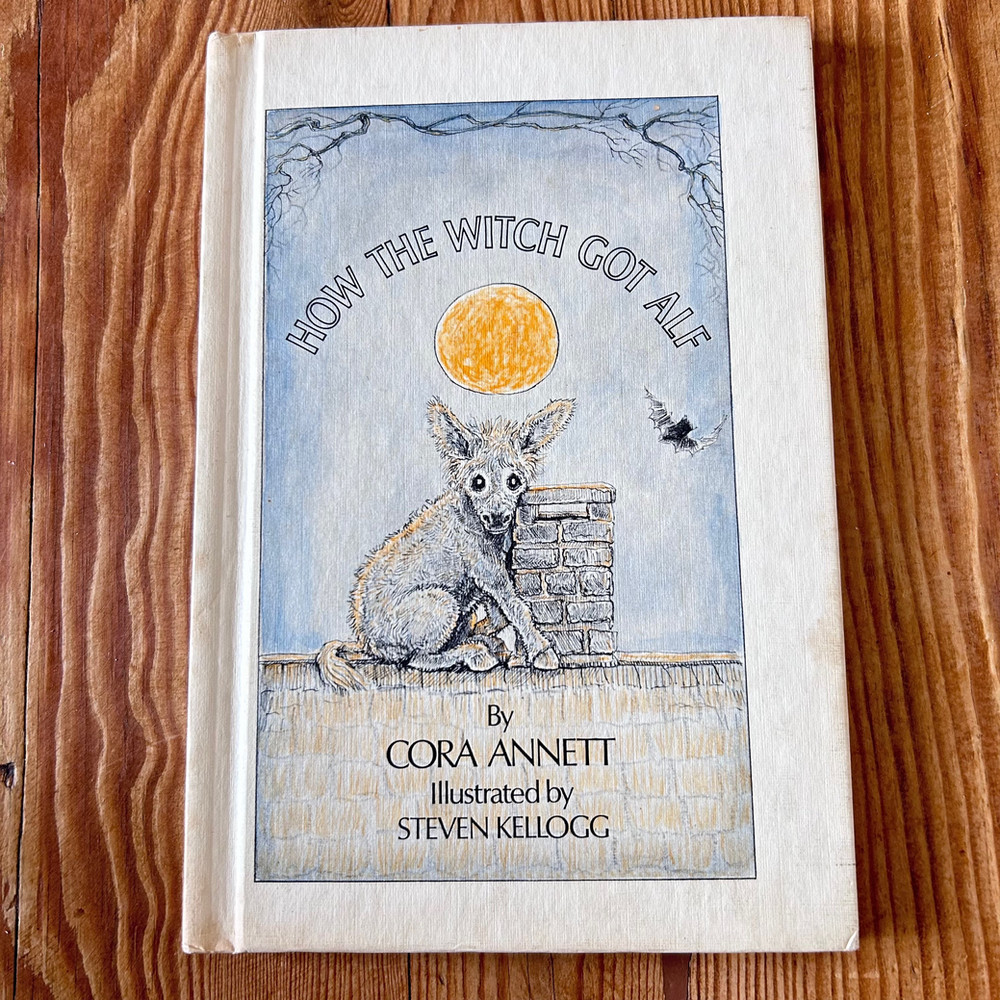 HOW THE WITCH GOT ALF
By
CORA ANNETT
Illustrated by
STEVEN KELLOGG